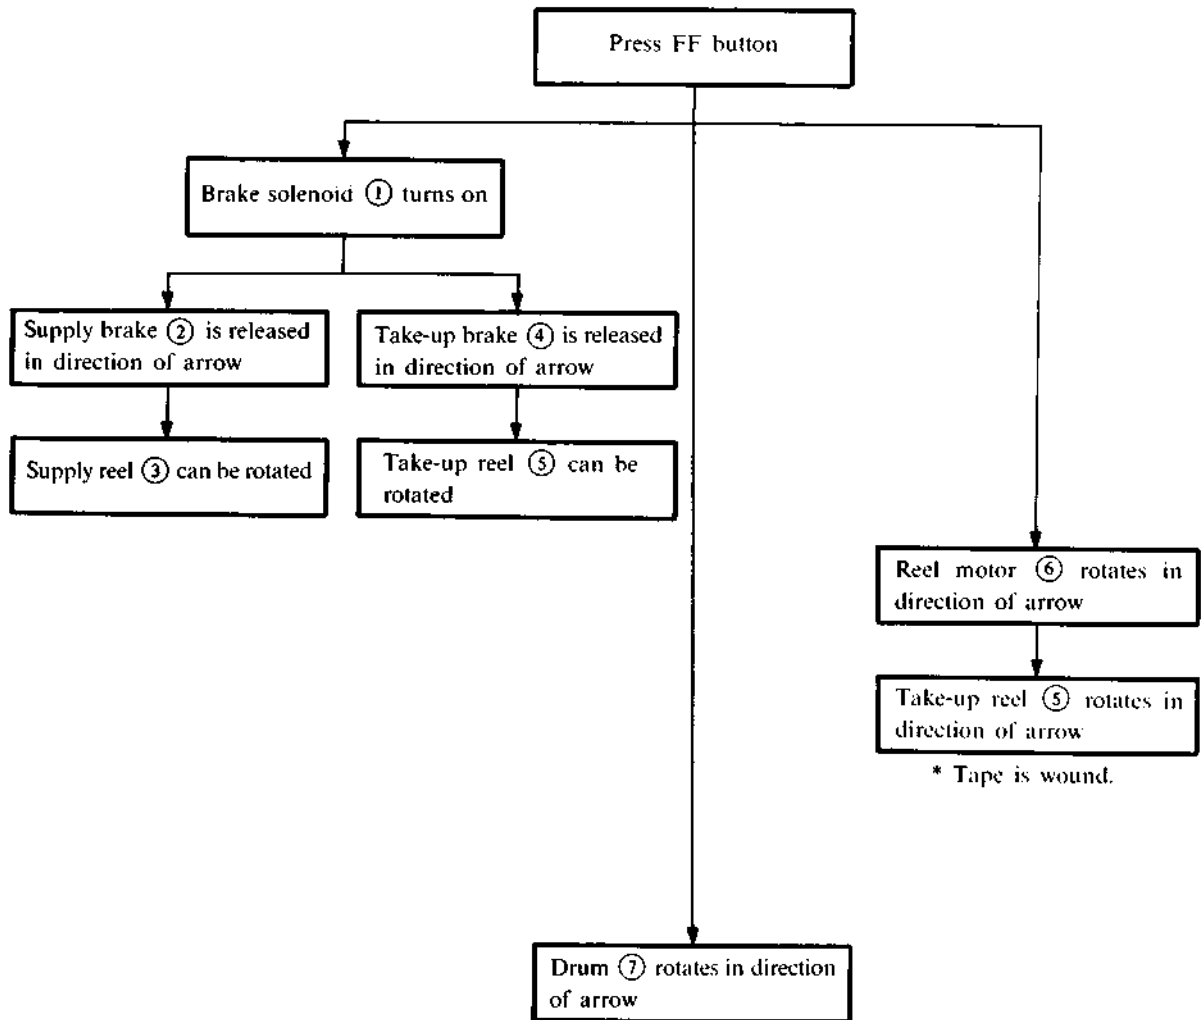 Press FF button
Brake solenoid ① turns on
Supply brake ② is released
in direction of arrow
Take-up brake ④ is released
in direction of arrow
Supply reel ③ can be rotated
Take-up reel ⑤ can be
rotated
Reel motor ⑥ rotates in
direction of arrow
Take-up reel ⑤ rotates in
direction of arrow
* Tape is wound.
Drum ⑦ rotates in direction
of arrow